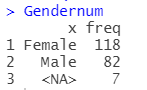 > Gendernum
x freq
1 Female 118
2 Male 82
3 <NA> 7